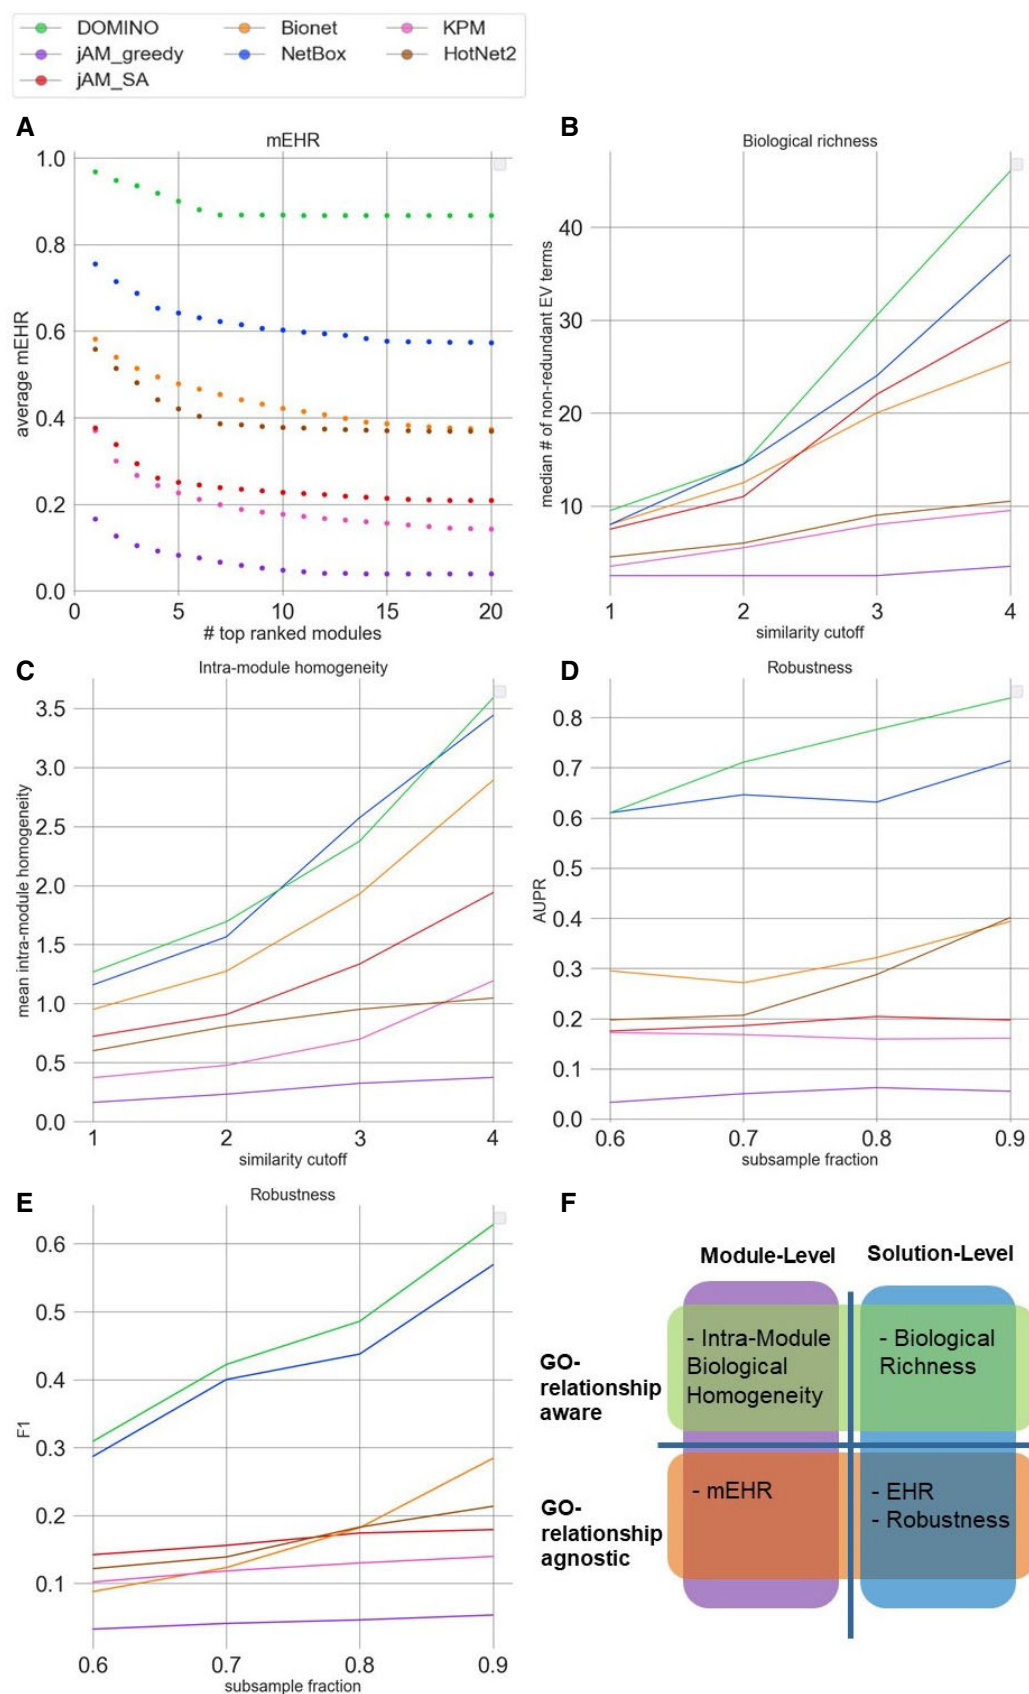 DOMINO Bionet KPM
jAM_greedy NetBox HotNet2
jAM_SA
A
mEHR
average mEHR
1.0
0.8
0.6
0.4
0.2
0.0
0 5 10 15 20
# top ranked modules
B
Biological richness
median # of non-redundant EV terms
40
30
20
10
1 2 3 4
similarity cutoff
C
Intra-module homogeneity
mean intra-module homogeneity
3.5
3.0
2.5
2.0
1.5
1.0
0.5
0.0
1 2 3 4
similarity cutoff
D
Robustness
AUPR
0.8
0.7
0.6
0.5
0.4
0.3
0.2
0.1
0.0
0.6 0.7 0.8 0.9
subsample fraction
E
Robustness
F1
0.6
0.5
0.4
0.3
0.2
0.1
0.6 0.7 0.8 0.9
subsample fraction
F
Module-Level Solution-Level
GO-
relationship
aware
- Intra-Module
Biological
Homogeneity
- Biological
Richness
GO-
relationship
agnostic
- mEHR
- EHR
- Robustness